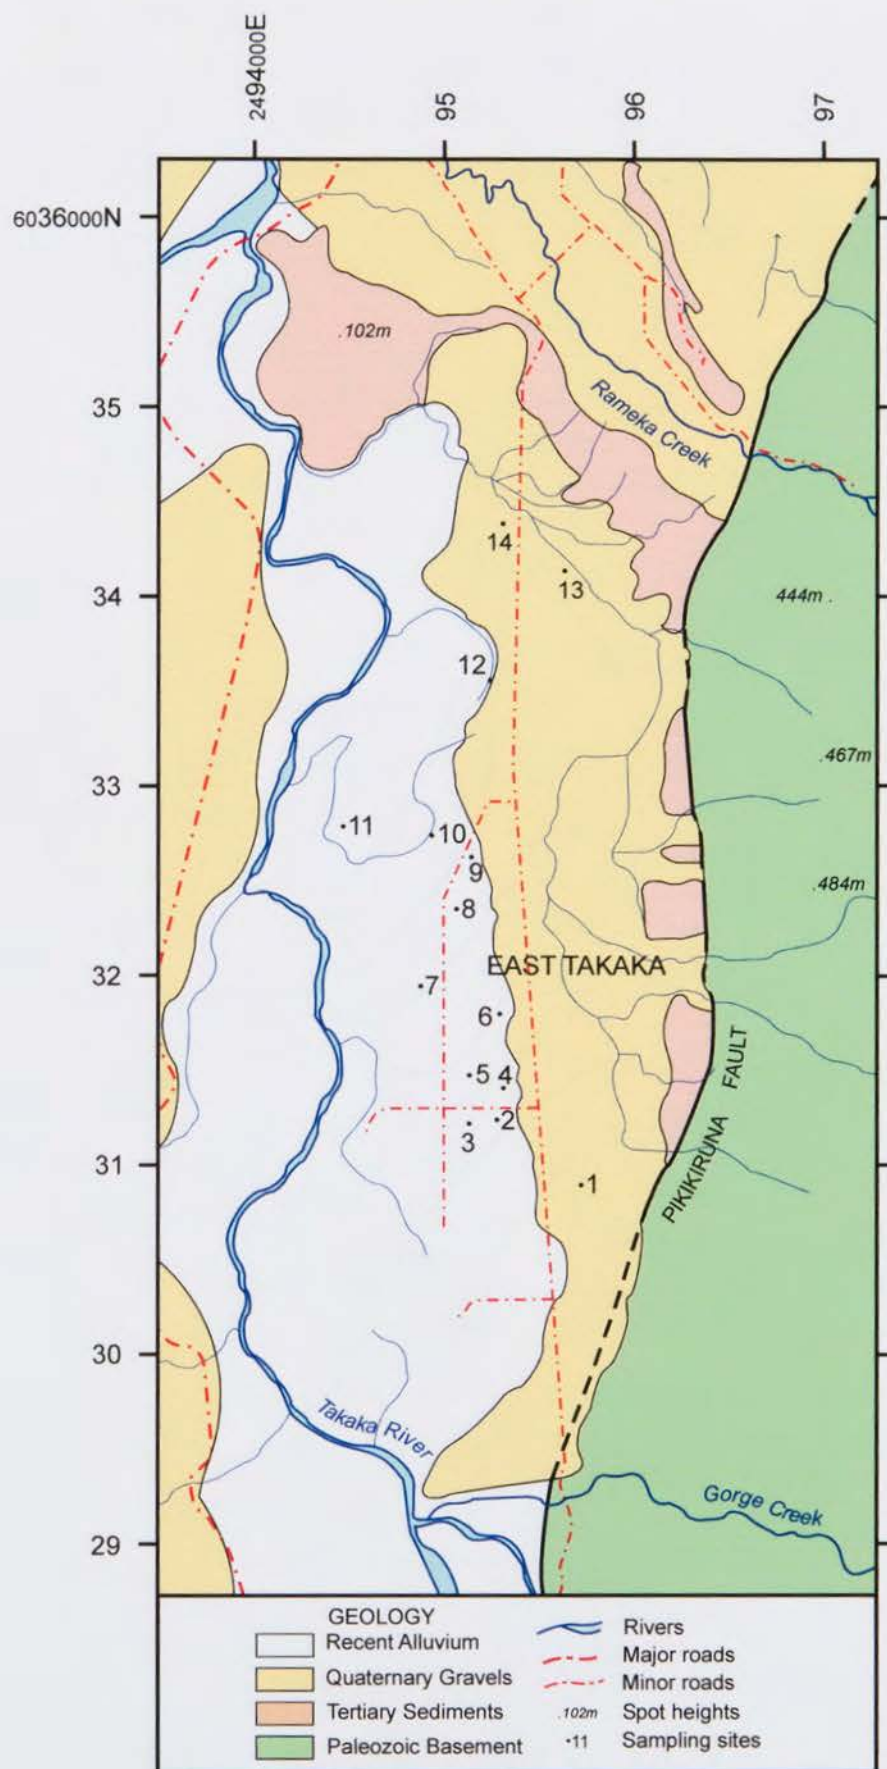 2494000E
95
96
97
6036000N
.102m
35
Rameka Creek
14
34
13
444m .
12
.467m
33
11
10
9
8
.484m
EAST TAKAKA
32
7
6
5
4
PIKIKIRUNA FAULT
2
3
31
1
30
Takaka River
Gorge Creek
29
GEOLOGY
Recent Alluvium
Quaternary Gravels
Tertiary Sediments
Paleozoic Basement
Rivers
Major roads
Minor roads
.102m Spot heights
·11 Sampling sites